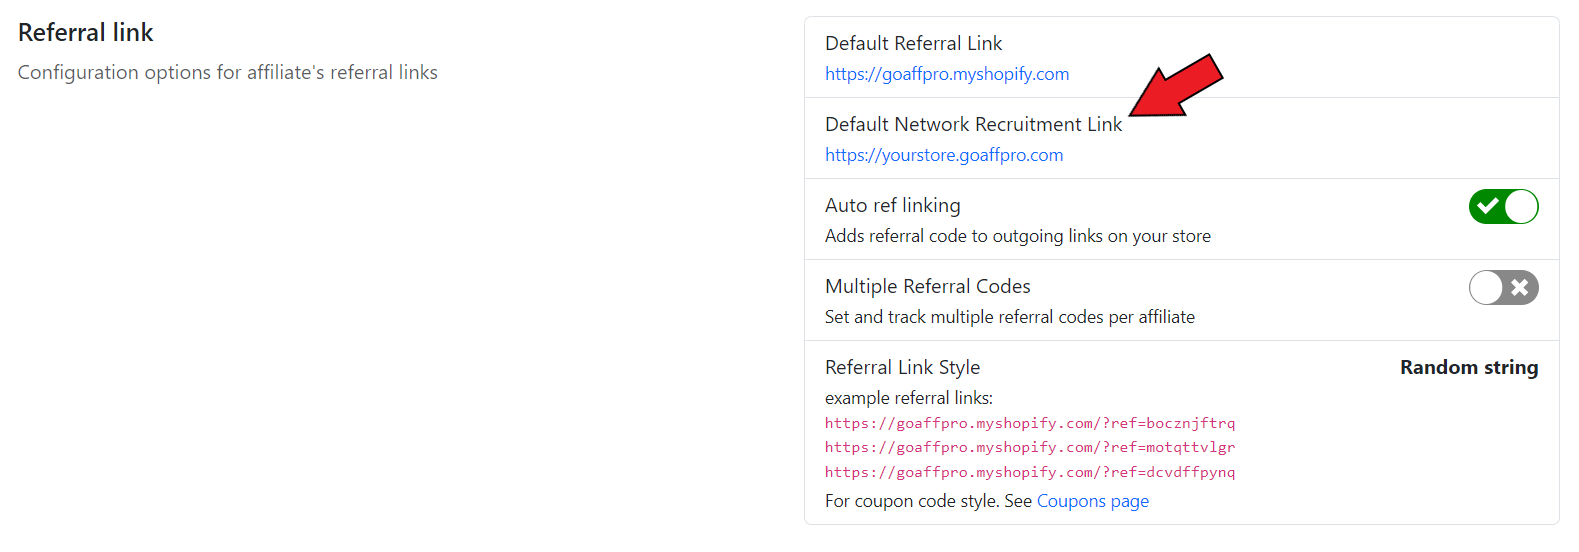 Referral link
Configuration options for affiliate's referral links
Default Referral Link
https://goaffpro.myshopify.com
Default Network Recruitment Link
https://yourstore.goaffpro.com
Auto ref linking
Adds referral code to outgoing links on your store
Multiple Referral Codes
Set and track multiple referral codes per affiliate
Referral Link Style
Random string
example referral links:
https://goaffpro.myshopify.com/?ref=bocznjftrq
https://goaffpro.myshopify.com/?ref=motqttvlgr
https://goaffpro.myshopify.com/?ref=dcvdffpynq
For coupon code style. See Coupons page